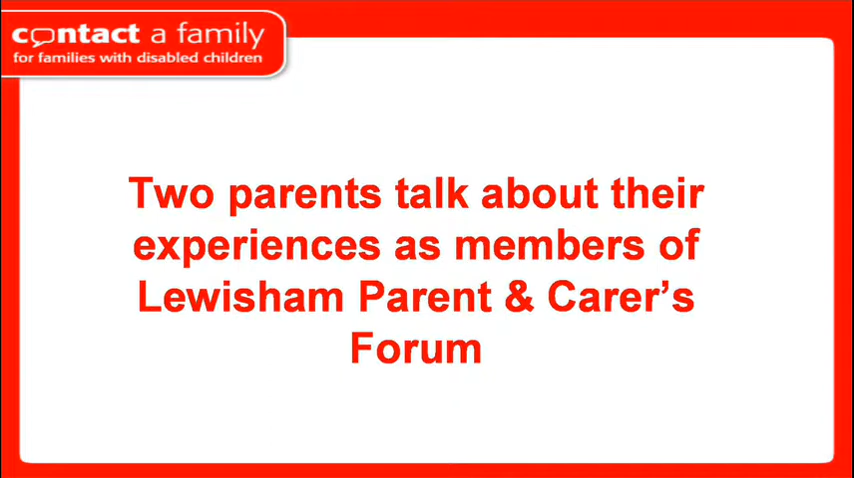 contact a family
for families with disabled children
Two parents talk about their
experiences as members of
Lewisham Parent & Carer’s
Forum